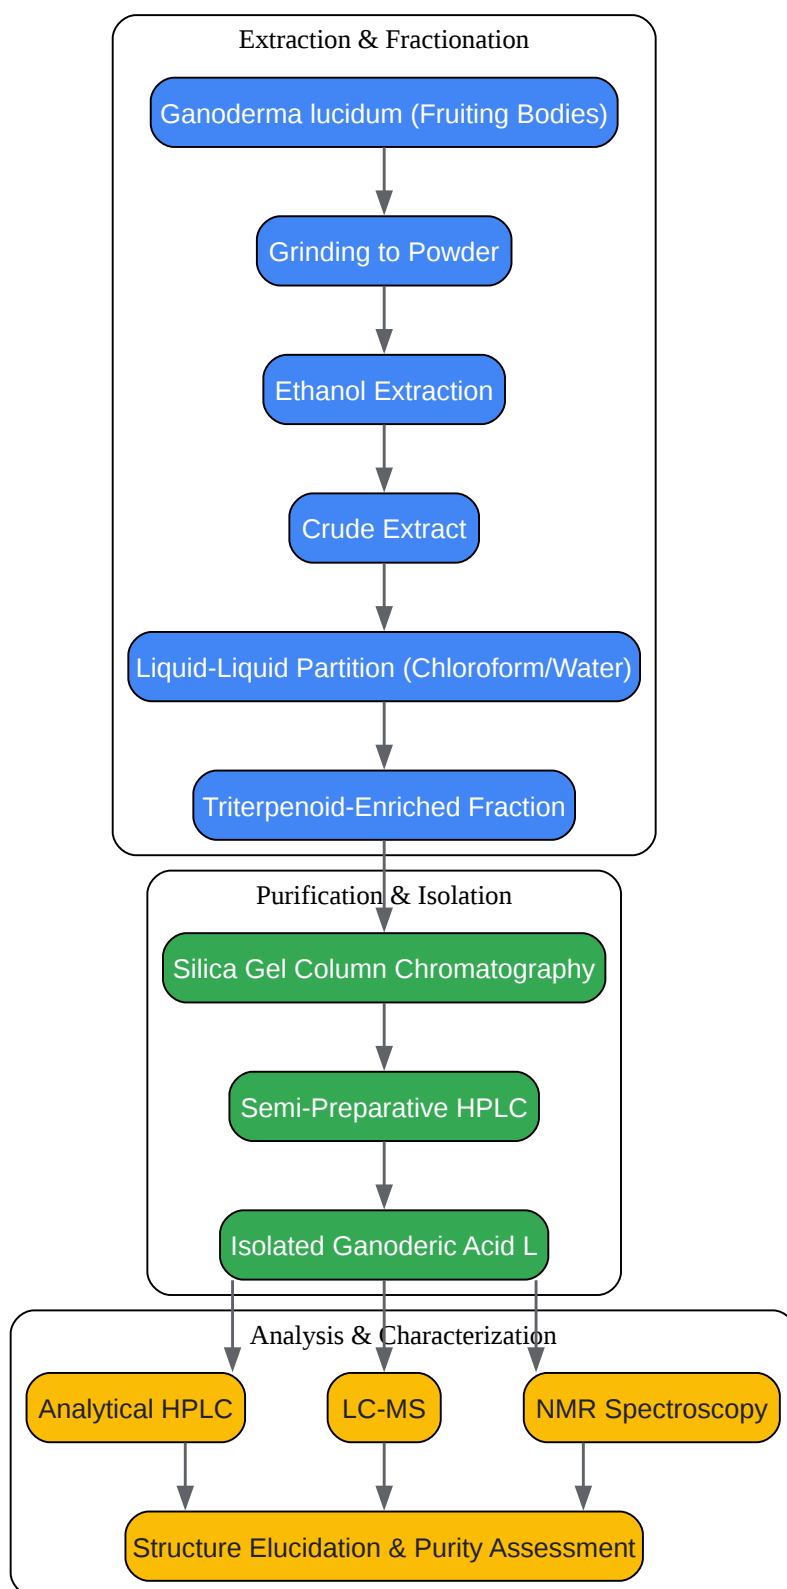 Extraction & Fractionation
Ganoderma lucidum (Fruiting Bodies)
Grinding to Powder
Ethanol Extraction
Crude Extract
Liquid-Liquid Partition (Chloroform/Water)
Triterpenoid-Enriched Fraction
Purification & Isolation
Silica Gel Column Chromatography
Semi-Preparative HPLC
Isolated Ganoderic Acid L
Analysis & Characterization
Analytical HPLC
LC-MS
NMR Spectroscopy
Structure Elucidation & Purity Assessment